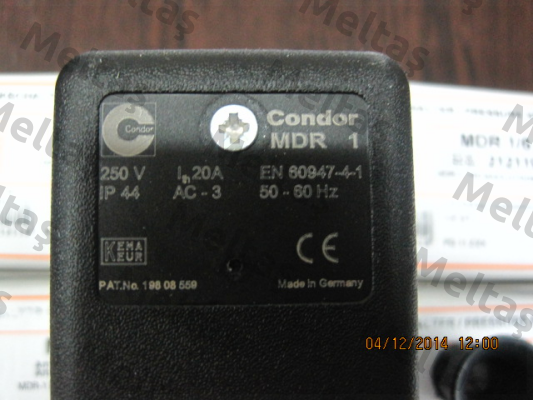 Condor
Condor
MDR 1
250 V Ith 20A EN 60947-4-1
IP 44 AC - 3 50 - 60 Hz
KEMA
KEUR
CE
PAT.No. 198 08 559 Made in Germany
MDR 1/6
04/12/2014 12:00
Meltaş